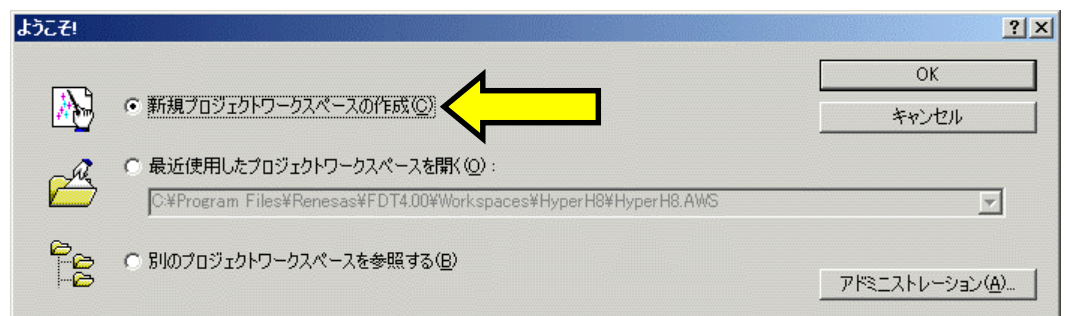 ようこそ!
新規プロジェクトワークスペースの作成(C)
OK
キャンセル
最近使用したプロジェクトワークスペースを開く(O) :
C:¥Program Files¥Renesas¥FDT4.00¥Workspaces¥HyperH8¥HyperH8.AWS
別のプロジェクトワークスペースを参照する(B)
アドミニストレーション(A)...